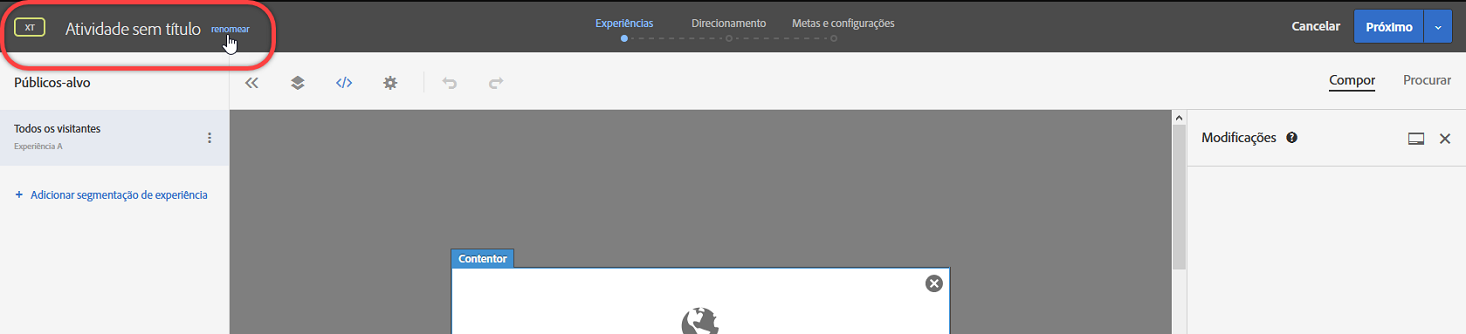 XT
Atividade sem título renomear
Experiências Direcionamento Metas e configurações
Cancelar
Próximo
Públicos-alvo
</>
Compor Procurar
Todos os visitantes
Experiência A
+ Adicionar segmentação de experiência
Modificações ?
Contentor